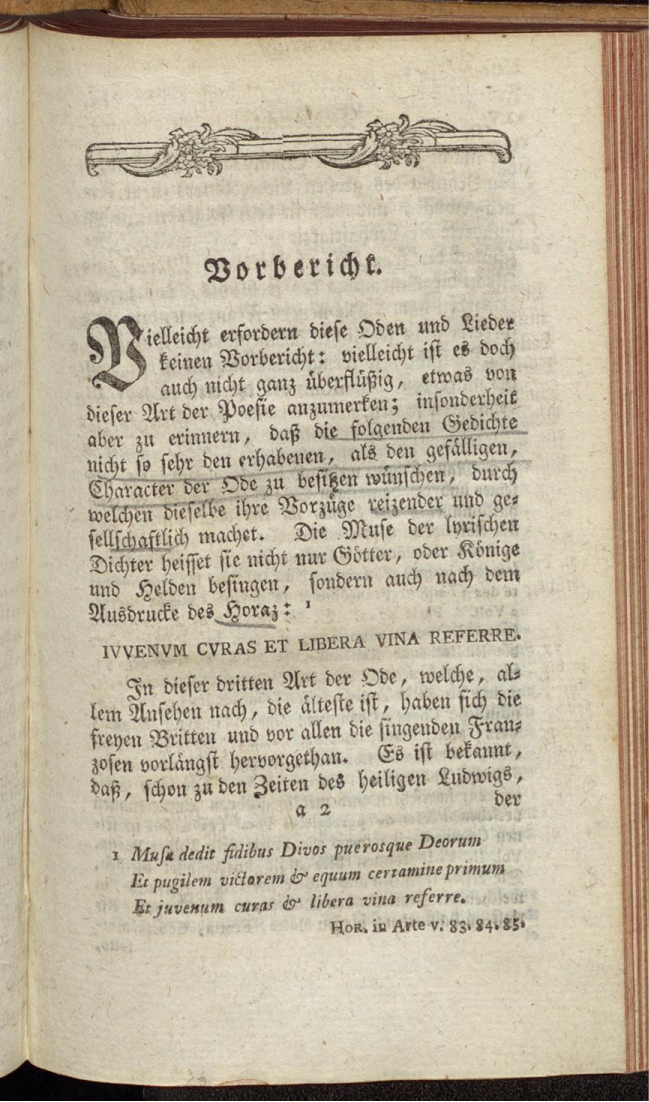 Vorbericht.
Vielleicht erfordern diese Oden und Lieder
keinen Vorbericht: vielleicht ist es doch
auch nicht ganz überflüßig, etwas von
dieser Art der Poesie anzumerken; insonderheit
aber zu erinnern, daß die folgenden Gedichte
nicht so sehr den erhabenen, als den gefälligen,
Character der Ode zu besitzen wünschen, durch
welchen dieselbe ihre Vorzüge reizender und ge-
sellschaftlich machet. Die Muse der lyrischen
Dichter heisset sie nicht nur Götter, oder Könige
und Helden besingen, sondern auch nach dem
Ausdrucke des Horaz: 1
IVVENVM CVRAS ET LIBERA VINA REFERRE.
In dieser dritten Art der Ode, welche, al-
lem Ansehen nach, die älteste ist, haben sich die
freyen Britten und vor allen die singenden Fran-
zosen vorlängst hervorgethan. Es ist bekannt,
daß, schon zu den Zeiten des heiligen Ludwigs,
a 2 der
1 Musa dedit fidibus Divos puerosque Deorum
Et pugilem victorem & equum certamine primum
Et juvenum curas & libera vina referre.
HOR. in Arte v. 83. 84. 85.